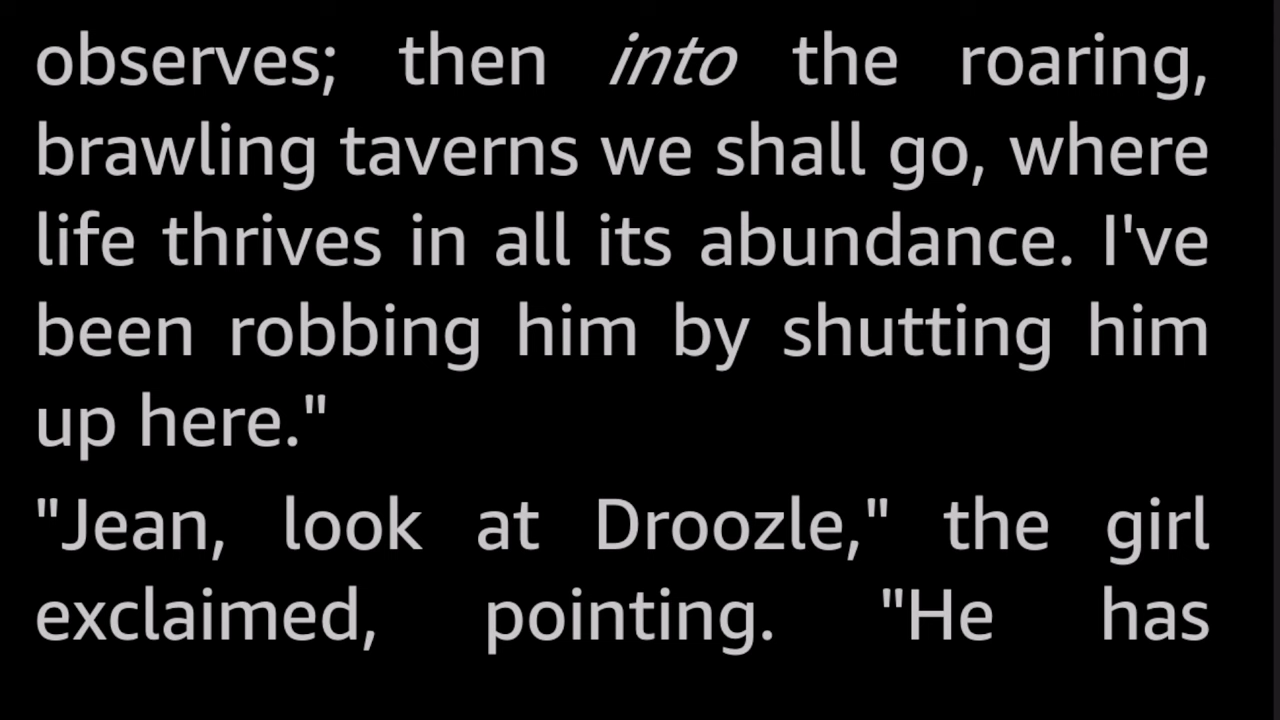 observes; then into the roaring,
brawling taverns we shall go, where
life thrives in all its abundance. I've
been robbing him by shutting him
up here."
"Jean, look at Droozle," the girl
exclaimed, pointing. "He has